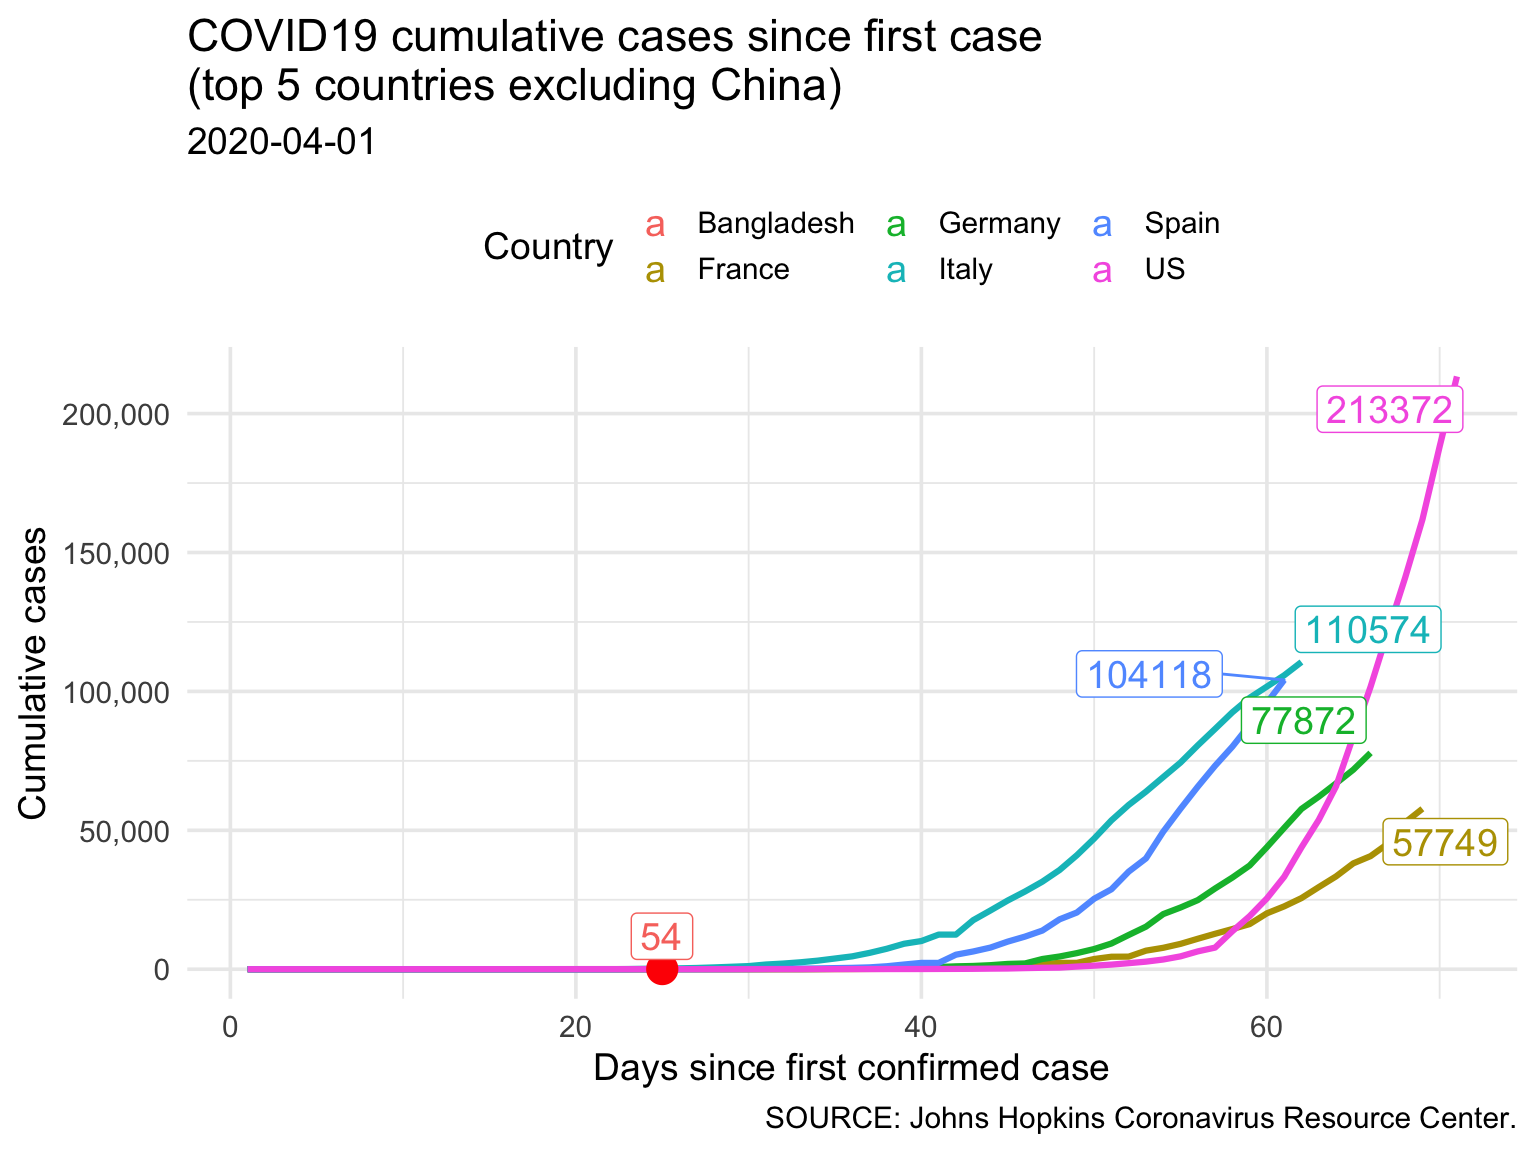 COVID19 cumulative cases since first case
(top 5 countries excluding China)
2020-04-01
Country
a Bangladesh a Germany a Spain
a France a Italy a US
Cumulative cases
200,000
150,000
100,000
50,000
0
213372
110574
104118
77872
57749
54
0 20 40 60
Days since first confirmed case
SOURCE: Johns Hopkins Coronavirus Resource Center.